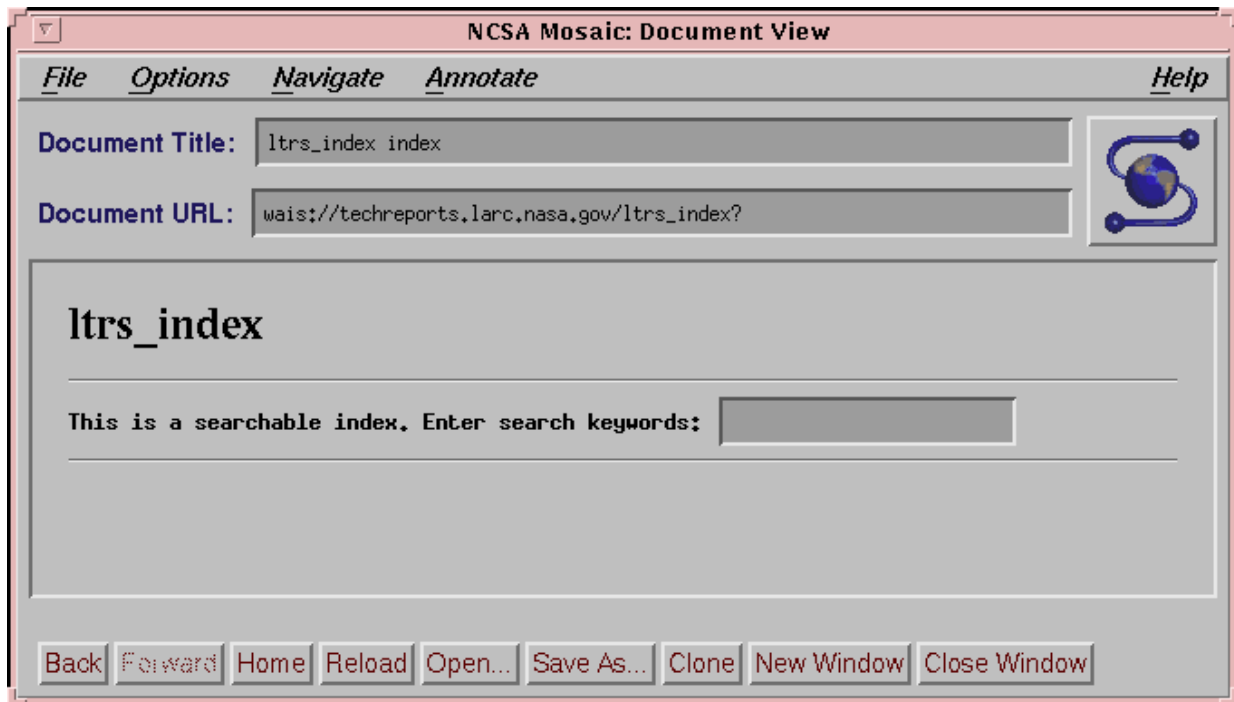 NCSA Mosaic: Document View
File Options Navigate Annotate Help
Document Title: ltrs_index index
Document URL: wais://techreports.larc.nasa.gov/ltrs_index?
ltrs_index
This is a searchable index. Enter search keywords:
Back Forward Home Reload Open... Save As... Clone New Window Close Window